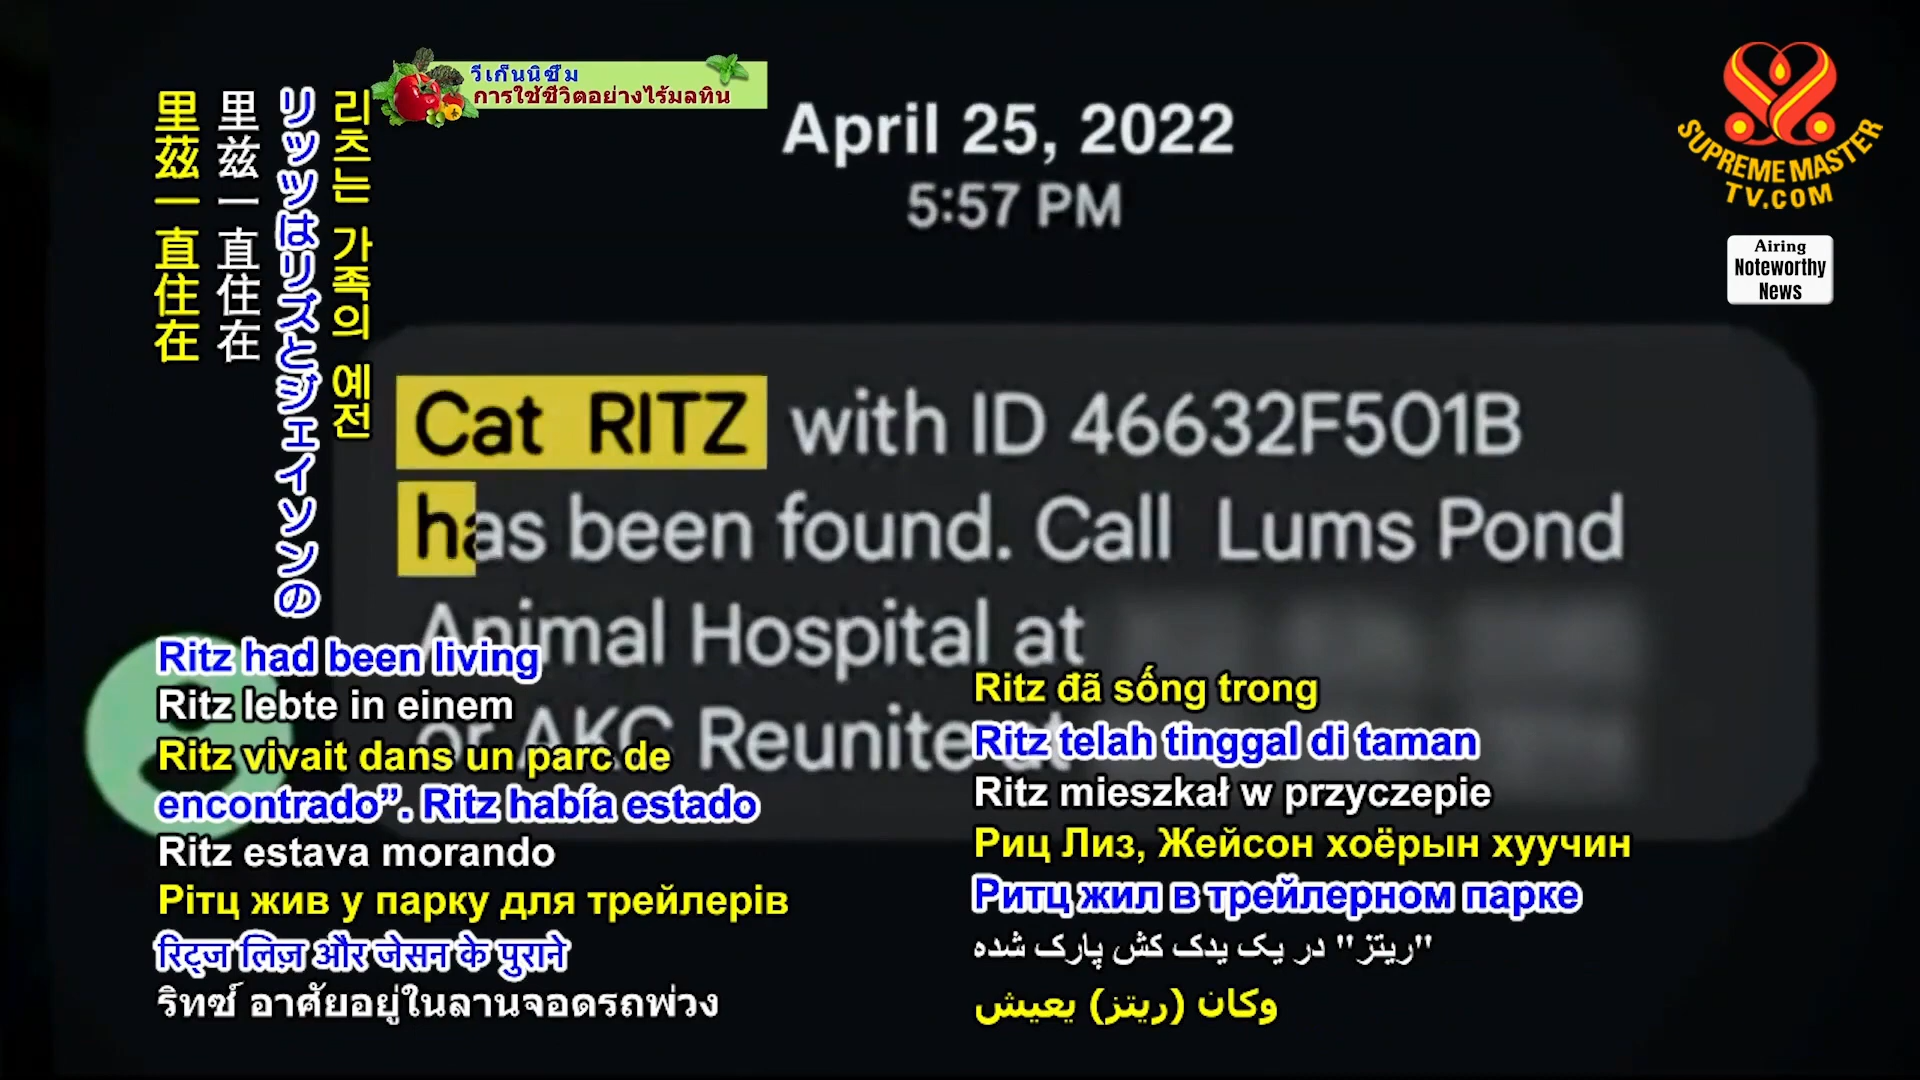 วีเก็นนิซึม
การใช้ชีวิตอย่างไร้มลทิน
April 25, 2022
5:57 PM
SUPREME MASTER
TV.COM
Airing
Noteworthy
News
里茲一直住在
里兹一直住在
リッツはリズとジェイソンの
리츠는 가족의 예전
Cat RITZ with ID 46632F501B
has been found. Call Lums Pond
Animal Hospital at
or AKC Reunite at
Ritz had been living
Ritz lebte in einem
Ritz vivait dans un parc de
encontrado”. Ritz había estado
Ritz estava morando
Рітц жив у парку для трейлерів
रिट्ज लिज़ और जेसन के पुराने
ริทซ์ อาศัยอยู่ในลานจอดรถพ่วง
Ritz đã sống trong
Ritz telah tinggal di taman
Ritz mieszkał w przyczepie
Риц Лиз, Жейсон хоёрын хуучин
Ритц жил в трейлерном парке
"ریتز" در یک یدک کش پارک شده
وكان (ريتز) يعيش